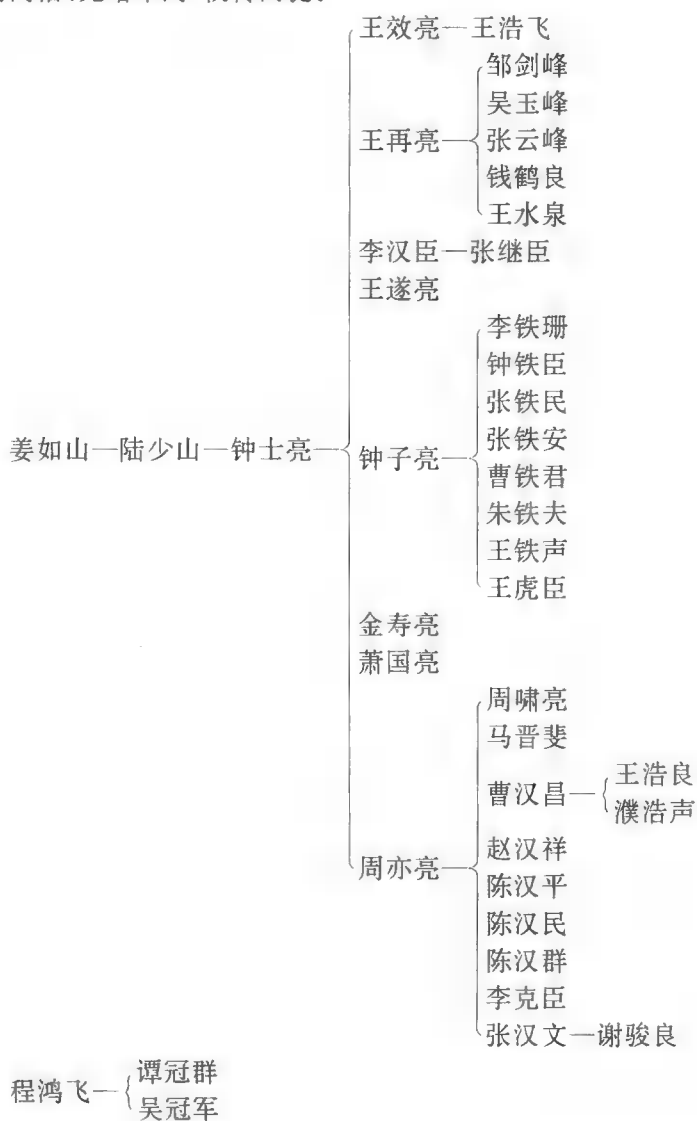 王效亮—王浩飞
邹剑峰
吴玉峰
王再亮—张云峰
钱鹤良
王水泉
李汉臣—张继臣
王遂亮
李铁珊
钟铁臣
张铁民
张铁安
姜如山—陆少山—钟士亮—钟子亮—曹铁君
朱铁夫
王铁声
王虎臣
金寿亮
萧国亮
周啸亮
马晋斐
王浩良
曹汉昌—
濮浩声
赵汉祥
周亦亮—陈汉平
陈汉民
陈汉群
李克臣
张汉文—谢骏良
谭冠群
程鸿飞—
吴冠军